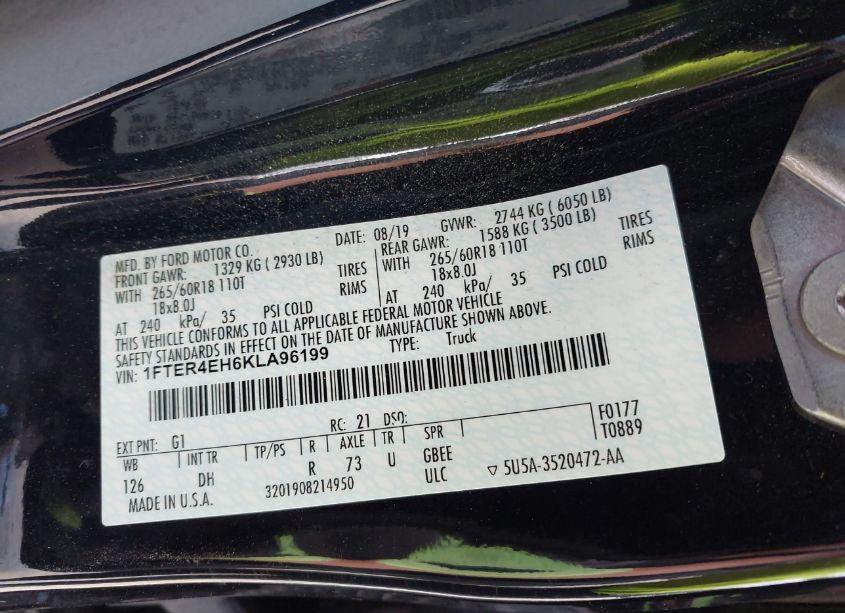 MFD. BY FORD MOTOR CO. DATE: 08/19 GVWR: 2744 KG ( 6050 LB)
FRONT GAWR: 1329 KG ( 2930 LB) REAR GAWR: 1588 KG ( 3500 LB)
WITH 265/60R18 110T TIRES WITH 265/60R18 110T TIRES
18x8.0J RIMS 18x8.0J RIMS
AT 240 kPa/ 35 PSI COLD AT 240 kPa/ 35 PSI COLD
THIS VEHICLE CONFORMS TO ALL APPLICABLE FEDERAL MOTOR VEHICLE
SAFETY STANDARDS IN EFFECT ON THE DATE OF MANUFACTURE SHOWN ABOVE.
VIN: 1FTER4EH6KLA96199 TYPE: Truck
EXT PNT: G1 RC: 21 DSO: F0177
WB INT TR TP/PS R AXLE TR SPR T0889
126 DH R 73 U GBEE
MADE IN U.S.A. 3201908214950 ULC ▽ 5U5A-3520472-AA